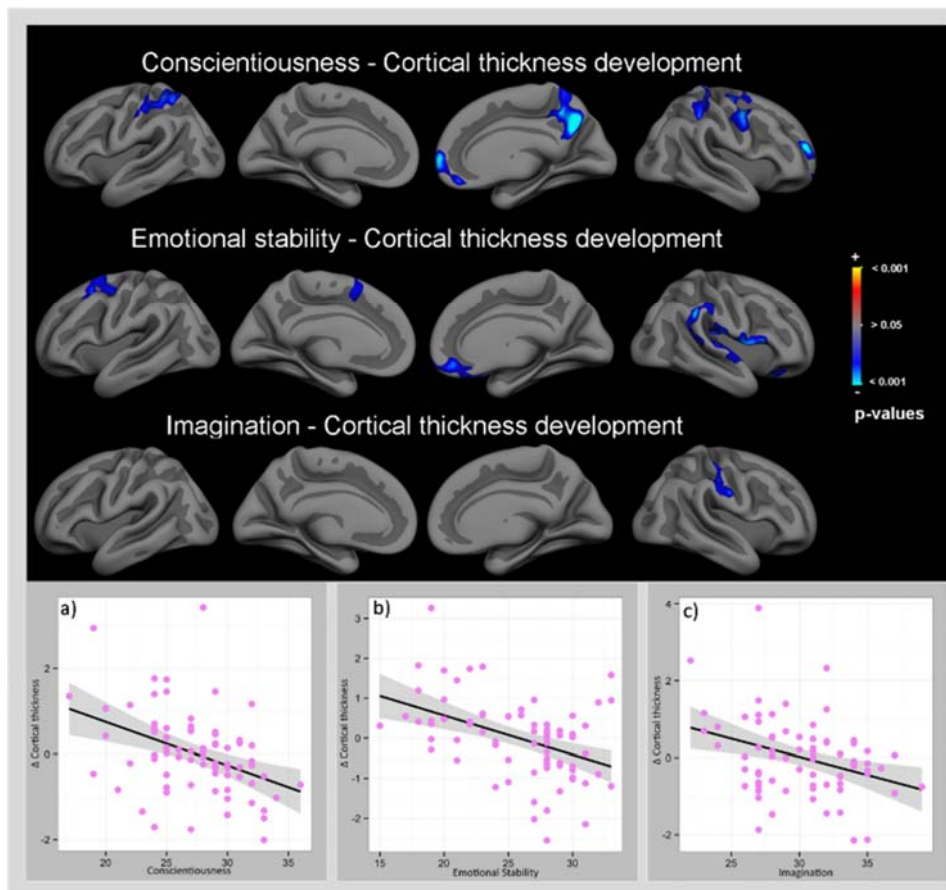 Conscientiousness - Cortical thickness development
Emotional stability - Cortical thickness development
+
< 0.001
> 0.05
< 0.001
-
p-values
Imagination - Cortical thickness development
a)
Δ Cortical thickness
2
0
-2
20 25 30 35
Conscientiousness
b)
Δ Cortical thickness
3
2
1
0
-1
-2
15 20 25 30
Emotional Stability
c)
Δ Cortical thickness
4
2
0
-2
25 30 35
Imagination